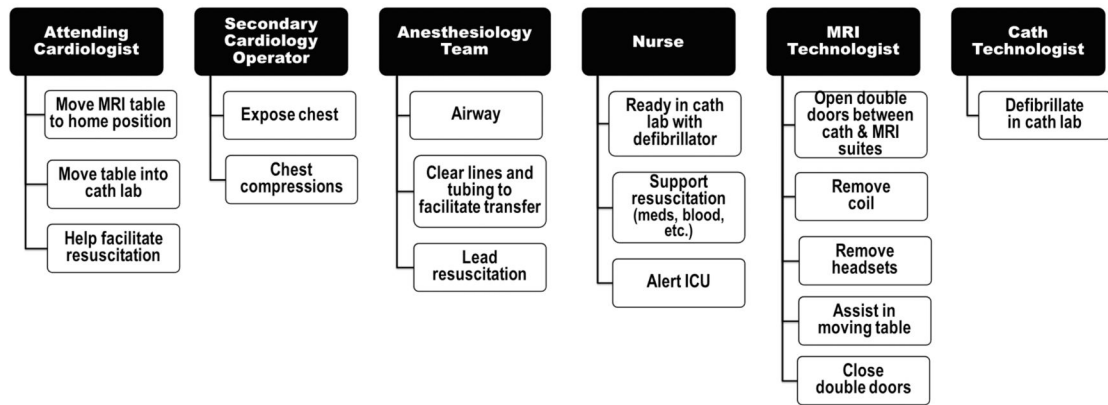 Attending
Cardiologist
Move MRI table
to home position
Move table into
cath lab
Help facilitate
resuscitation
Secondary
Cardiology
Operator
Expose chest
Chest
compressions
Anesthesiology
Team
Airway
Clear lines and
tubing to
facilitate transfer
Lead
resuscitation
Nurse
Ready in cath
lab with
defibrillator
Support
resuscitation
(meds, blood,
etc.)
Alert ICU
MRI
Technologist
Open double
doors between
cath & MRI
suites
Remove
coil
Remove
headsets
Assist in
moving table
Close
double doors
Cath
Technologist
Defibrillate
in cath lab